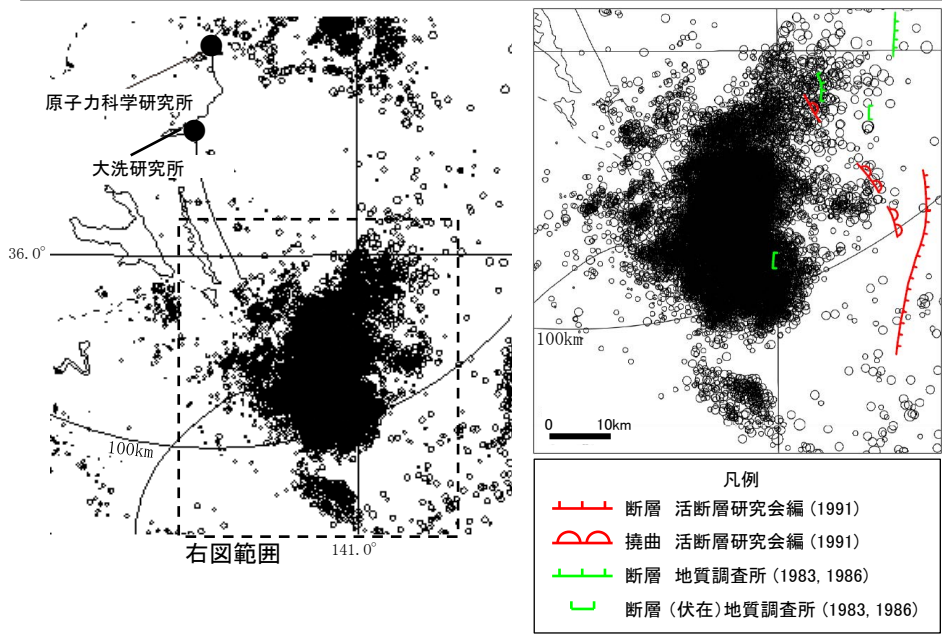 原子力科学研究所
大洗研究所
36.0°
100km
右図範囲
141.0°
100km
0 10km
凡例
断層 活断層研究会編(1991)
撓曲 活断層研究会編(1991)
断層 地質調査所(1983, 1986)
断層(伏在)地質調査所(1983, 1986)